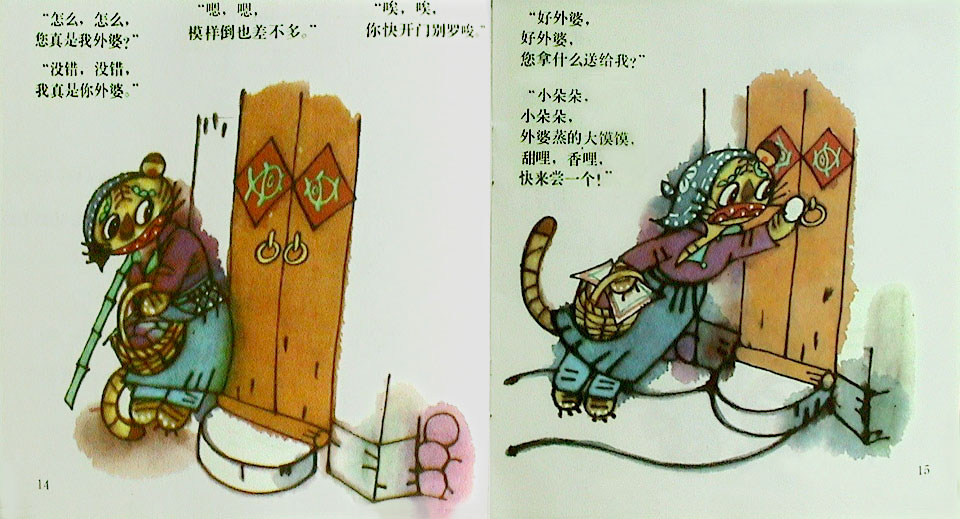 “怎么，怎么，
您真是我外婆？”
“没错，没错，
我真是你外婆。”
“嗯，嗯，
模样倒也差不多。”
“唉，唉，
你快开门别罗唆。”
14
“好外婆，
好外婆，
您拿什么送给我？”
“小朵朵，
小朵朵，
外婆蒸的大馍馍，
甜哩，香哩，
快来尝一个！”
15